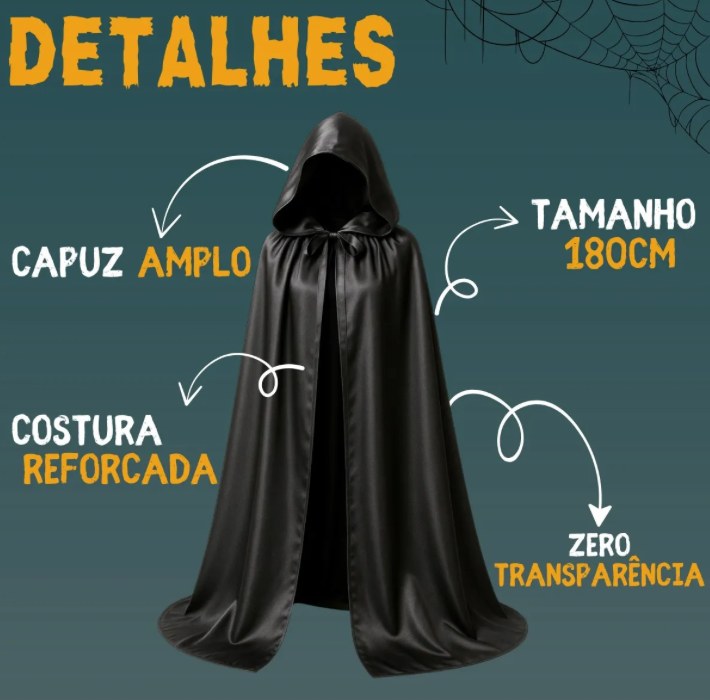 DETALHES
CAPUZ AMPLO
TAMANHO
180CM
COSTURA
REFORCADA
ZERO
TRANSPARÊNCIA